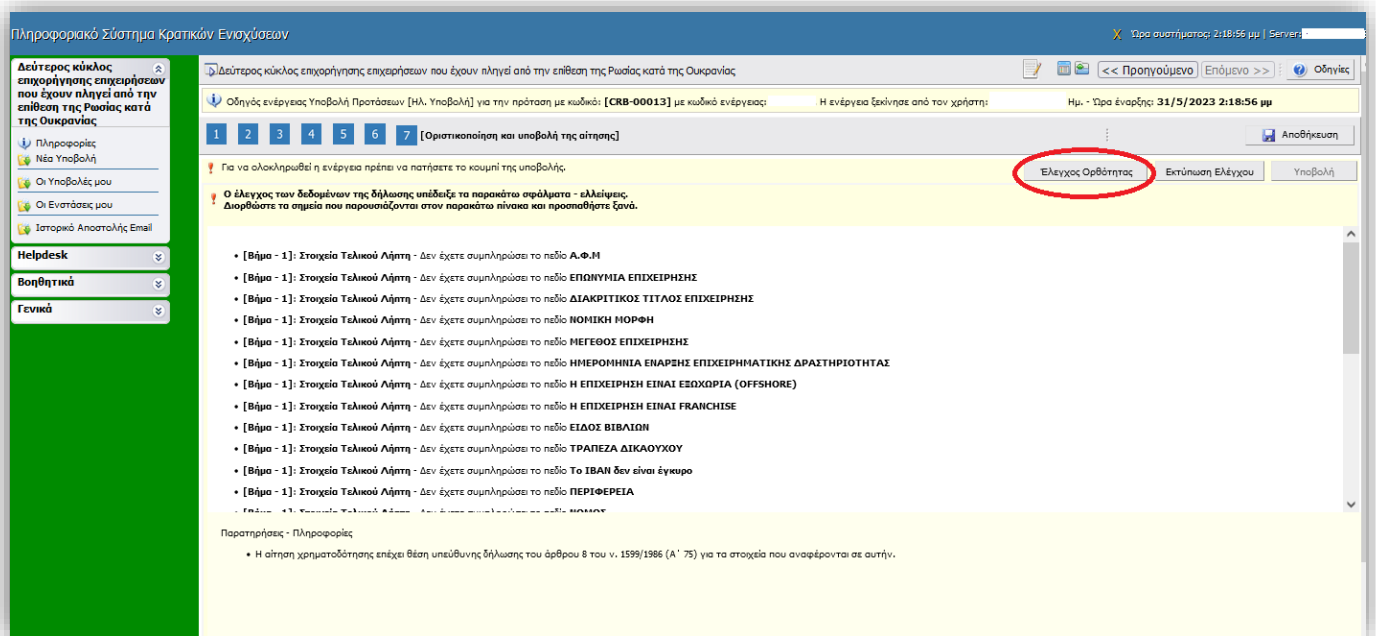 Πληροφοριακό Σύστημα Κρατικών Ενισχύσεων
X Ώρα συστήματος: 2:18:56 μμ | Server:
Δεύτερος κύκλος
επιχορήγησης επιχειρήσεων
που έχουν πληγεί από την
επίθεση της Ρωσίας κατά
της Ουκρανίας
Πληροφορίες
Νέα Υποβολή
Οι Υποβολές μου
Οι Ενστάσεις μου
Ιστορικό Αποστολής Email
Helpdesk
Βοηθητικά
Γενικά
Δεύτερος κύκλος επιχορήγησης επιχειρήσεων που έχουν πληγεί από την επίθεση της Ρωσίας κατά της Ουκρανίας
<< Προηγούμενο Επόμενο >> Οδηγίες
Οδηγός ενέργειας Υποβολή Προτάσεων [Ηλ. Υποβολή] για την πρόταση με κωδικό: [CRB-00013] με κωδικό ενέργειας: . Η ενέργεια ξεκίνησε από τον χρήστη: Ημ. - Ώρα έναρξης: 31/5/2023 2:18:56 μμ
1 2 3 4 5 6 7 [Οριστικοποίηση και υποβολή της αίτησης] Αποθήκευση
Για να ολοκληρωθεί η ενέργεια πρέπει να πατήσετε το κουμπί της υποβολής.
Έλεγχος Ορθότητας Εκτύπωση Ελέγχου Υποβολή
Ο έλεγχος των δεδομένων της δήλωσης υπέδειξε τα παρακάτω σφάλματα - ελλείψεις.
Διορθώστε τα σημεία που παρουσιάζονται στον παρακάτω πίνακα και προσπαθήστε ξανά.
• [Βήμα - 1]: Στοιχεία Τελικού Λήπτη - Δεν έχετε συμπληρώσει το πεδίο Α.Φ.Μ
• [Βήμα - 1]: Στοιχεία Τελικού Λήπτη - Δεν έχετε συμπληρώσει το πεδίο ΕΠΩΝΥΜΙΑ ΕΠΙΧΕΙΡΗΣΗΣ
• [Βήμα - 1]: Στοιχεία Τελικού Λήπτη - Δεν έχετε συμπληρώσει το πεδίο ΔΙΑΚΡΙΤΙΚΟΣ ΤΙΤΛΟΣ ΕΠΙΧΕΙΡΗΣΗΣ
• [Βήμα - 1]: Στοιχεία Τελικού Λήπτη - Δεν έχετε συμπληρώσει το πεδίο ΝΟΜΙΚΗ ΜΟΡΦΗ
• [Βήμα - 1]: Στοιχεία Τελικού Λήπτη - Δεν έχετε συμπληρώσει το πεδίο ΜΕΓΕΘΟΣ ΕΠΙΧΕΙΡΗΣΗΣ
• [Βήμα - 1]: Στοιχεία Τελικού Λήπτη - Δεν έχετε συμπληρώσει το πεδίο ΗΜΕΡΟΜΗΝΙΑ ΕΝΑΡΞΗΣ ΕΠΙΧΕΙΡΗΜΑΤΙΚΗΣ ΔΡΑΣΤΗΡΙΟΤΗΤΑΣ
• [Βήμα - 1]: Στοιχεία Τελικού Λήπτη - Δεν έχετε συμπληρώσει το πεδίο Η ΕΠΙΧΕΙΡΗΣΗ ΕΙΝΑΙ ΕΞΩΧΩΡΙΑ (OFFSHORE)
• [Βήμα - 1]: Στοιχεία Τελικού Λήπτη - Δεν έχετε συμπληρώσει το πεδίο Η ΕΠΙΧΕΙΡΗΣΗ ΕΙΝΑΙ FRANCHISE
• [Βήμα - 1]: Στοιχεία Τελικού Λήπτη - Δεν έχετε συμπληρώσει το πεδίο ΕΙΔΟΣ ΒΙΒΛΙΩΝ
• [Βήμα - 1]: Στοιχεία Τελικού Λήπτη - Δεν έχετε συμπληρώσει το πεδίο ΤΡΑΠΕΖΑ ΔΙΚΑΟΥΧΟΥ
• [Βήμα - 1]: Στοιχεία Τελικού Λήπτη - Δεν έχετε συμπληρώσει το πεδίο Το ΙΒΑΝ δεν είναι έγκυρο
• [Βήμα - 1]: Στοιχεία Τελικού Λήπτη - Δεν έχετε συμπληρώσει το πεδίο ΠΕΡΙΦΕΡΕΙΑ
• [Βήμα - 1]: Στοιχεία Τελικού Λήπτη - Δεν έχετε συμπληρώσει το πεδίο ΝΟΜΟΣ
Παρατηρήσεις - Πληροφορίες
• Η αίτηση χρηματοδότησης επέχει θέση υπεύθυνης δήλωσης του άρθρου 8 του ν. 1599/1986 (Α΄ 75) για τα στοιχεία που αναφέρονται σε αυτήν.